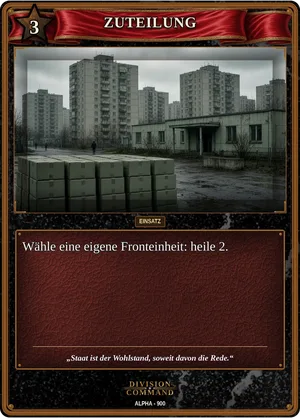 ZUTEILUNG
3
EINSATZ
Wähle eine eigene Fronteinheit: heile 2.
„Staat ist der Wohlstand, soweit davon die Rede.“
DIVISION
COMMAND
ALPHA - 900